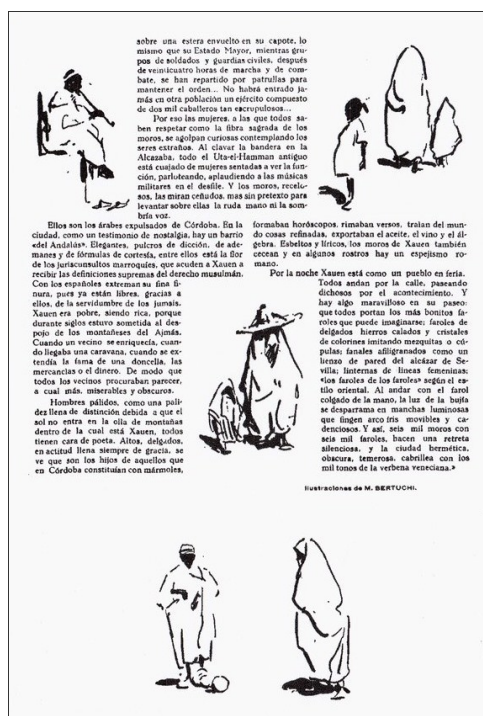 sobre una estera envuelto en su capote, lo
mismo que su Estado Mayor, mientras gru-
pos de soldados y guardias civiles, después
de veinticuatro horas de marcha y de com-
bate, se han repartido por patrullas para
mantener el orden... No habrá entrado ja-
más en otra población un ejército compuesto
de dos mil caballeros tan escrupulosos...
Por eso las mujeres, a las que todos sa-
ben respetar como la fibra sagrada de los
moros, se agolpan curiosas contemplando los
seres extraños. Al clavar la bandera en la
Alcazaba, todo el Uta-el-Hamman antiguo
está cuajado de mujeres sentadas a ver la fun-
ción, parloteando, aplaudiendo a las músicas
militares en el desfile. Y los moros, recelo-
sos, las miran ceñudos, mas sin pretexto para
levantar sobre ellas la ruda mano ni la som-
bría voz.
Ellos son los árabes expulsados de Córdoba. En la
ciudad, como un testimonio de nostalgia, hay un barrio
«del Andalús». Elegantes, pulcros de dicción, de ade-
manes y de fórmulas de cortesía, entre ellos está la flor
de los jurisconsultos marroquíes, que acuden a Xauen a
recibir las definiciones supremas del derecho musulmán.
Con los españoles extreman su fina fi-
nura, pues ya están libres, gracias a
ellos, de la servidumbre de los jumsis.
Xauen era pobre, siendo rica, porque
durante siglos estuvo sometida al des-
pojo de los montañeses del Ajmás.
Cuando un vecino se enriquecía, cuan-
do llegaba una caravana, cuando se ex-
tendía la fama de una doncella, las
mercancías o el dinero. De modo que
todos los vecinos procuraban parecer,
a cual más, miserables y obscuros.
Hombres pálidos, como una pali-
dez llena de distinción debida a que el
sol no entra en la olla de montañas
dentro de la cual está Xauen, todos
tienen cara de poeta. Altos, delgados,
en actitud llena siempre de gracia, se
ve que son los hijos de aquellos que
en Córdoba constituían con mármoles,
formaban horóscopos, rimaban versos, traían del mun-
do cosas refinadas, exportaban el aceite, el vino y el ál-
gebra. Esbeltos y líricos, los moros de Xauen también
cecean y en algunos rostros hay un espejismo ro-
mano.
Por la noche Xauen está como un pueblo en feria.
Todos andan por la calle, paseando
dichosos por el acontecimiento. Y
hay algo maravilloso en su paseo:
que todos portan los más bonitos fa-
roles que puede imaginarse; faroles de
delgados hierros calados y cristales
de colorines imitando mezquitas o cú-
pulas; fanales afiligranados como un
lienzo de pared del alcázar de Se-
villa; linternas de líneas femeninas;
«los faroles de los faroles» según el es-
tilo oriental. Al andar con el farol
colgado de la mano, la luz de la bujía
se desparrama en manchas luminosas
que fingen arco iris movibles y ca-
denciosos. Y así, seis mil moros con
seis mil faroles, hacen una retreta
silenciosa, y la ciudad hermética,
obscura, temerosa, cabrillea con los
mil tonos de la verbena veneciana.»
Ilustraciones de M. BERTUCHI.